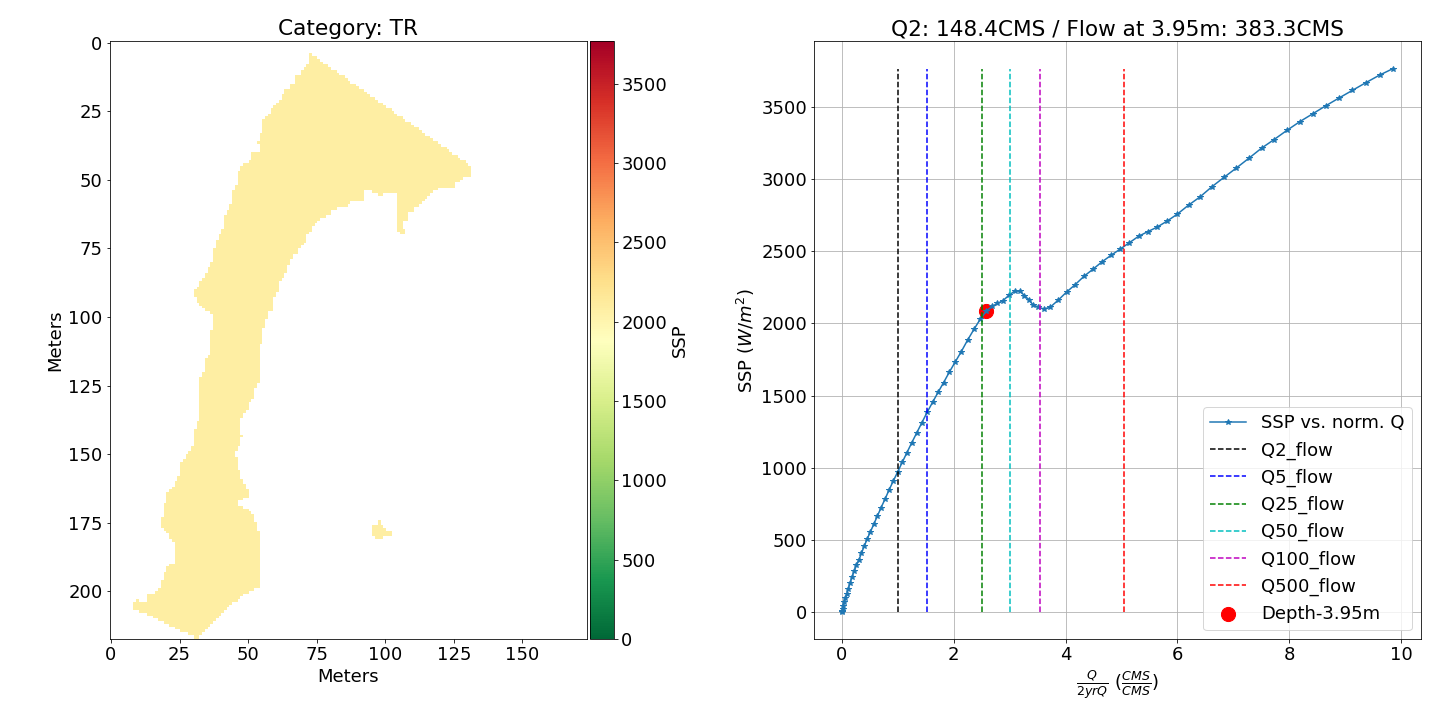 Category: TR
0
25
50
75
100
125
150
175
200
Meters
0
25
50
75
100
125
150
Meters
3500
3000
2500
2000
1500
1000
500
0
SSP
Q2: 148.4CMS / Flow at 3.95m: 383.3CMS
3500
3000
2500
2000
1500
1000
500
0
SSP (W/m²)
0
2
4
6
8
10
Q/2yrQ (CMS/CMS)
SSP vs. norm. Q
Q2_flow
Q5_flow
Q25_flow
Q50_flow
Q100_flow
Q500_flow
Depth-3.95m